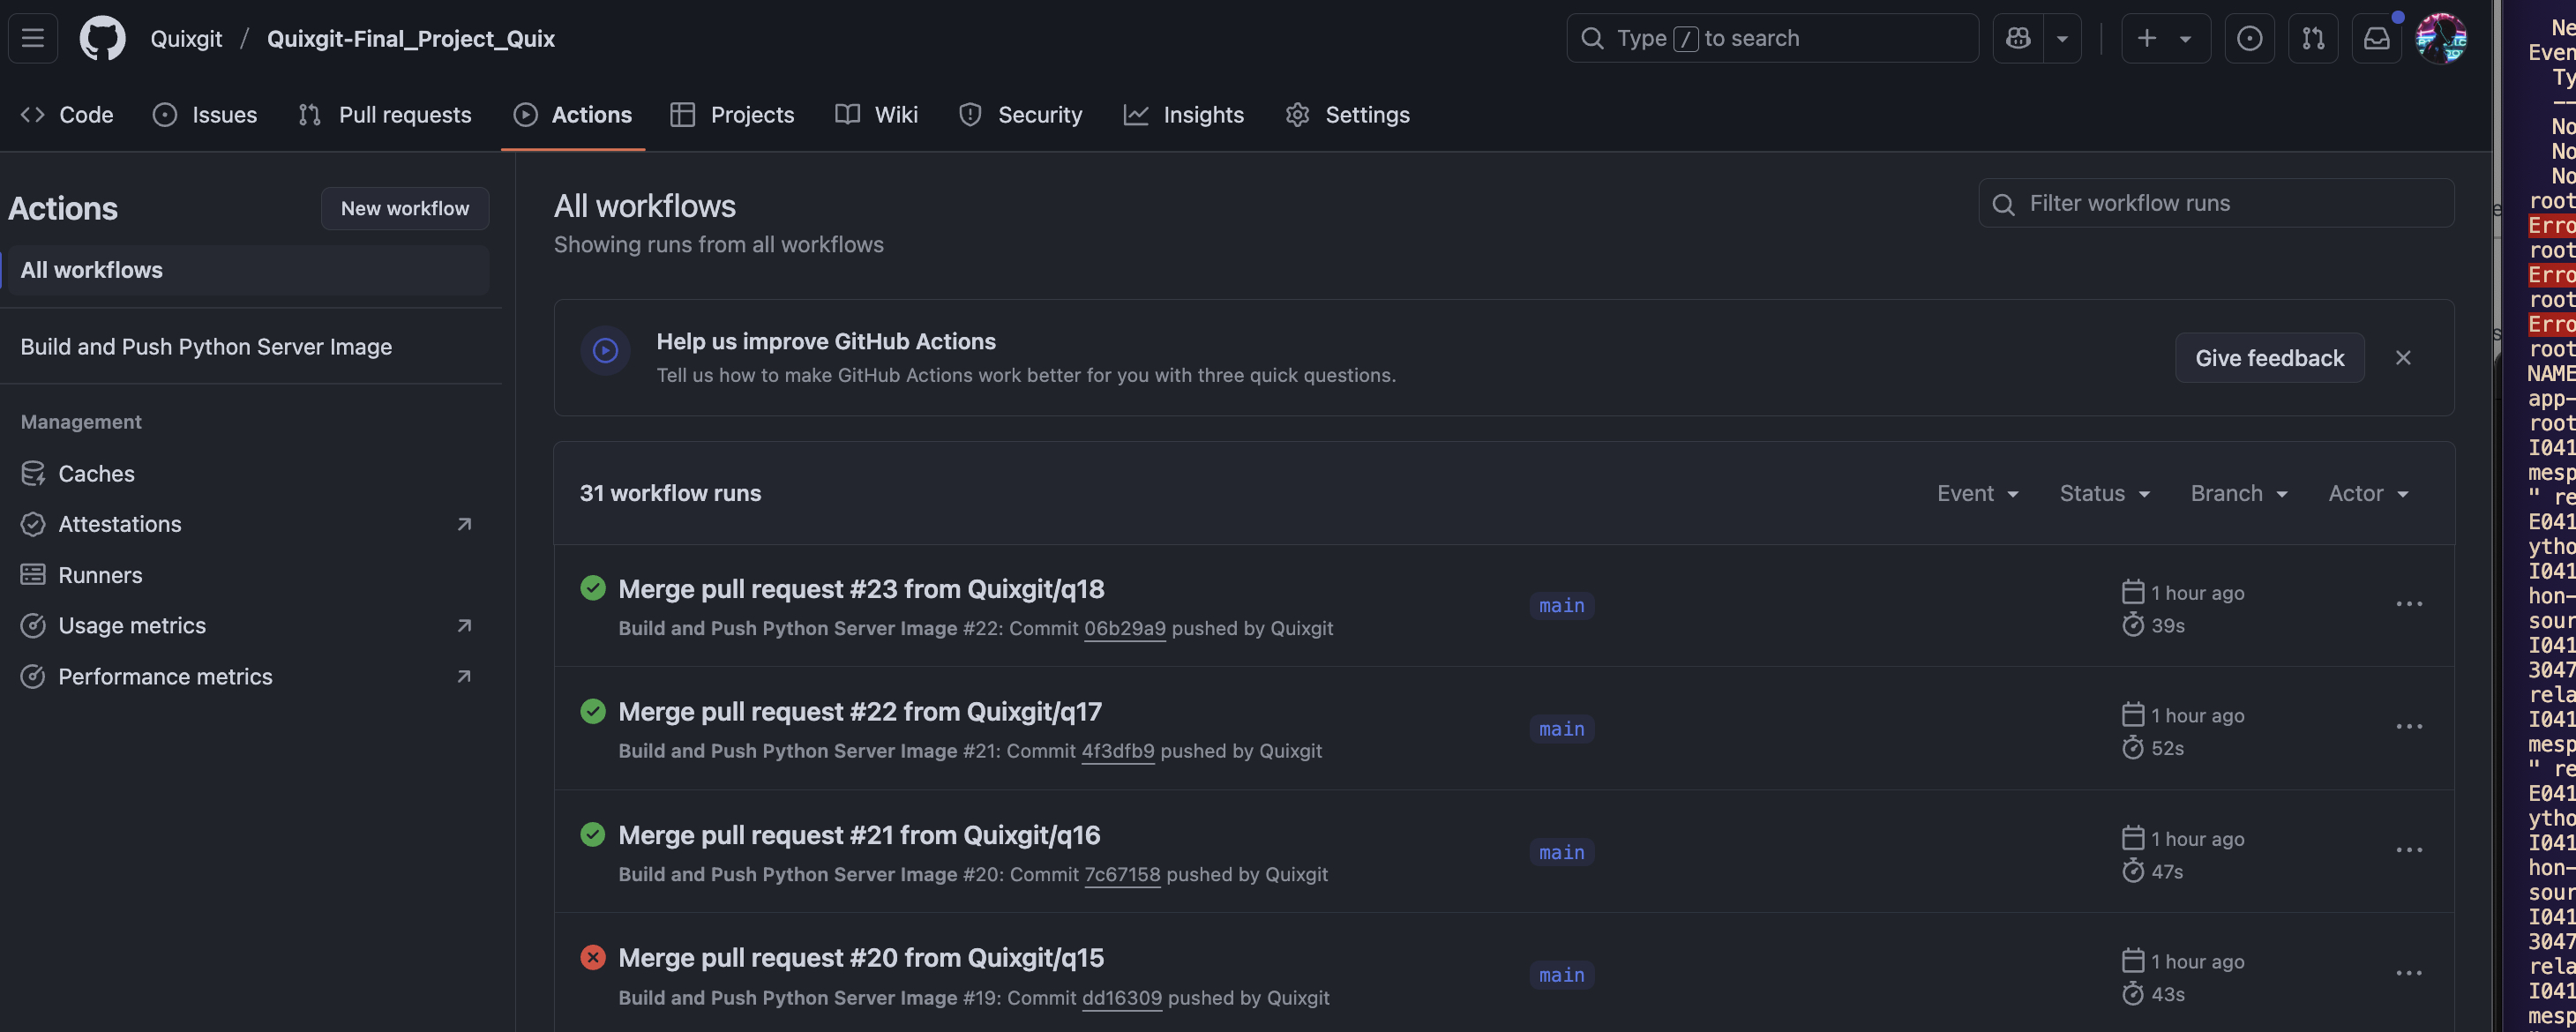 Quixgit / Quixgit-Final_Project_Quix
Type / to search
Code
Issues
Pull requests
Actions
Projects
Wiki
Security
Insights
Settings
Actions
New workflow
All workflows
Build and Push Python Server Image
Management
Caches
Attestations
Runners
Usage metrics
Performance metrics
All workflows
Showing runs from all workflows
Filter workflow runs
Help us improve GitHub Actions
Tell us how to make GitHub Actions work better for you with three quick questions.
Give feedback
31 workflow runs
Event
Status
Branch
Actor
Merge pull request #23 from Quixgit/q18
Build and Push Python Server Image #22: Commit 06b29a9 pushed by Quixgit
main
1 hour ago
39s
Merge pull request #22 from Quixgit/q17
Build and Push Python Server Image #21: Commit 4f3dfb9 pushed by Quixgit
main
1 hour ago
52s
Merge pull request #21 from Quixgit/q16
Build and Push Python Server Image #20: Commit 7c67158 pushed by Quixgit
main
1 hour ago
47s
Merge pull request #20 from Quixgit/q15
Build and Push Python Server Image #19: Commit dd16309 pushed by Quixgit
main
1 hour ago
43s
Ne
Even
Ty
--
No
No
No
root
Erro
root
Erro
root
Erro
root
NAME
app-
root
I041
mesp
" re
E041
ytho
I041
hon-
sour
I041
3047
rela
I041
mesp
" re
E041
ytho
I041
hon-
sour
I041
3047
rela
I041
mesp